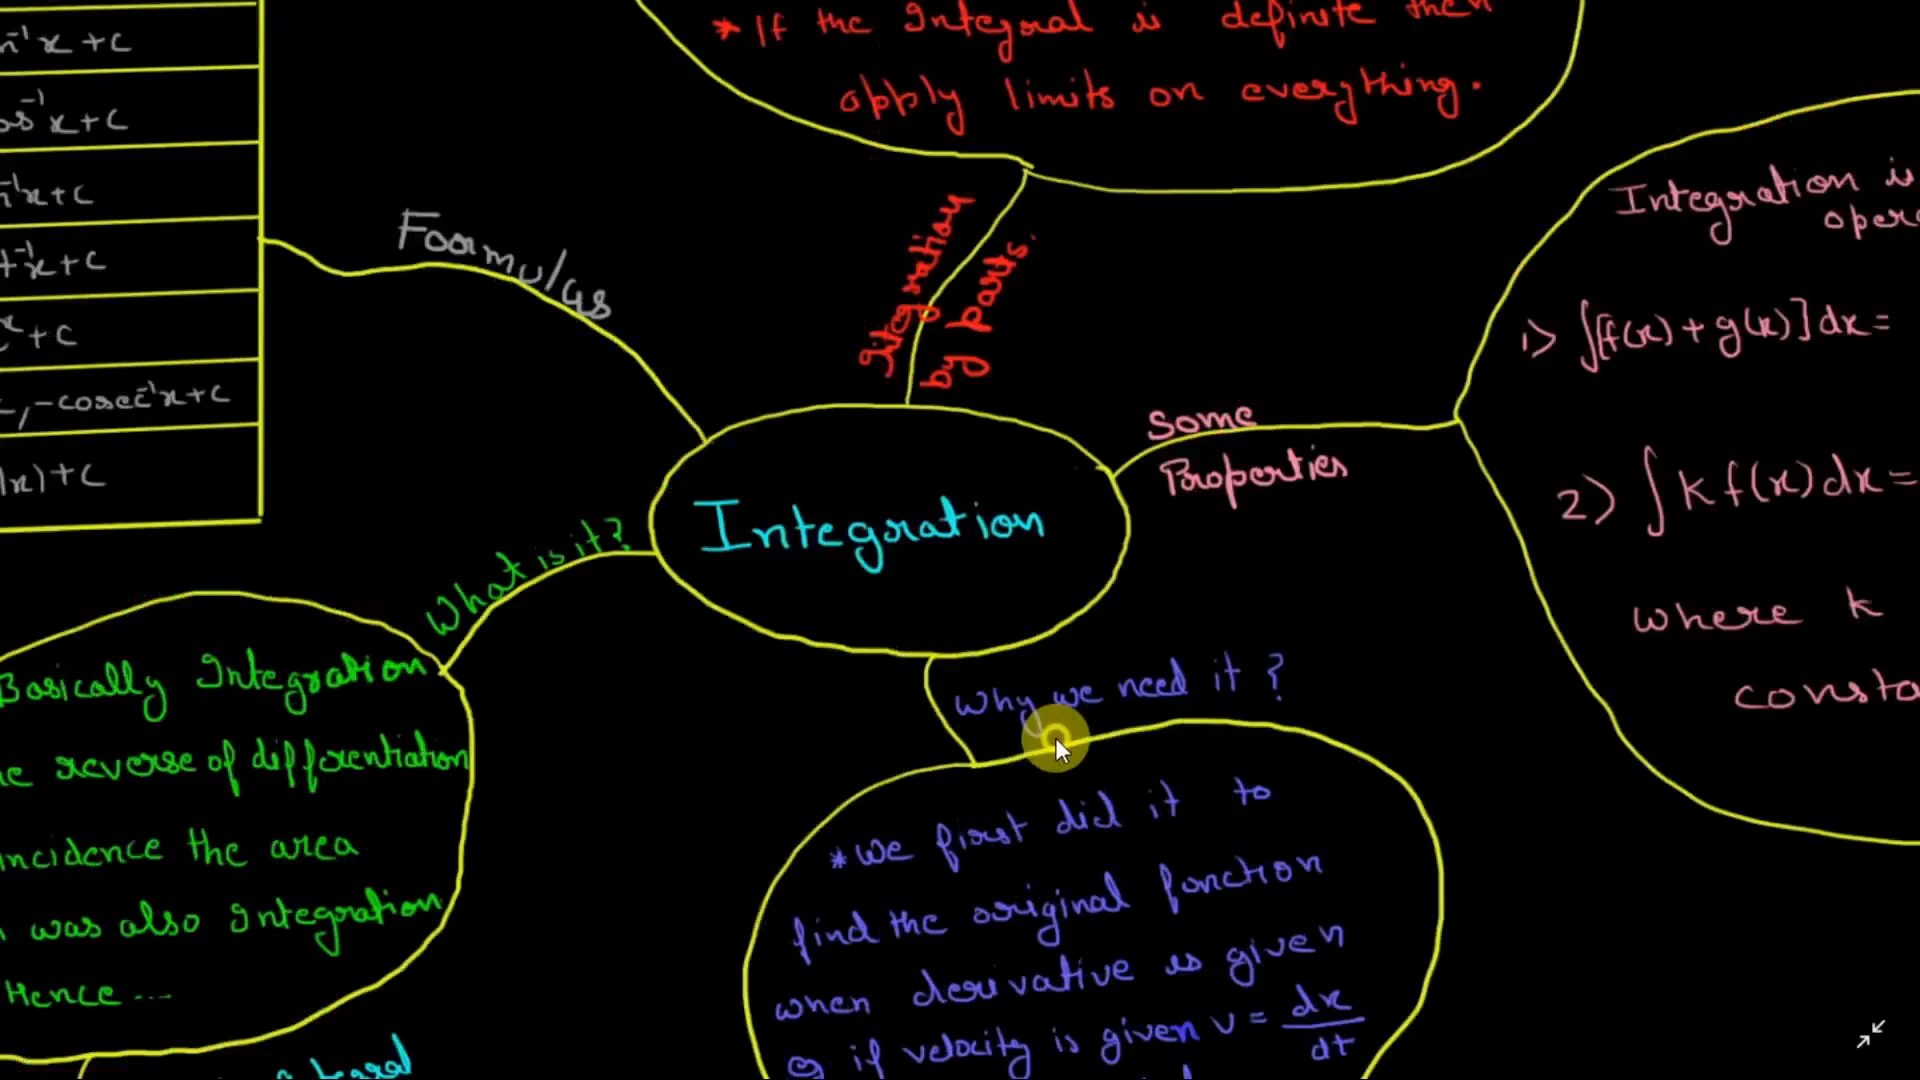 * If the Integral is definite then
apply limits on everything.
Integration
by parts.
Formulas
x + c
x + c
x + c
x + c
x + c
, -cosec⁻¹x + c
x) + c
Integration
Some
Properties
Integration is
1) ∫[f(x) + g(x)] dx =
2) ∫ K f(x) dx =
where k
What is it?
Basically Integration
reverse of differentiation
the area
was also Integration
Hence ...
Why we need it ?
* We first did it to
find the original function
when derivative is given
if velocity is given v = dx/dt